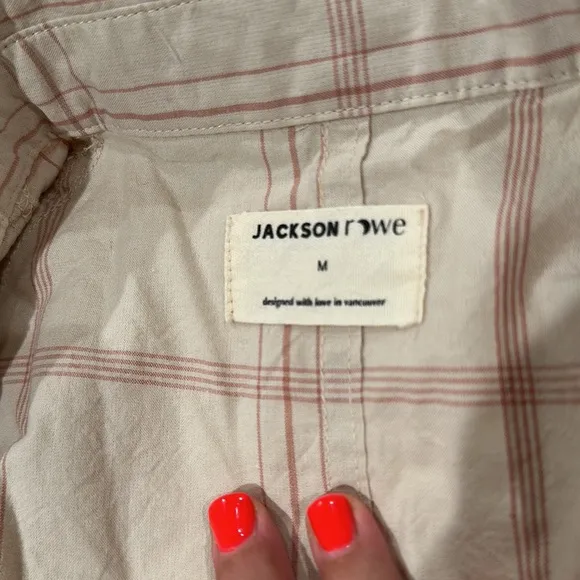 JACKSON rowe
M
designed with love in vancouver